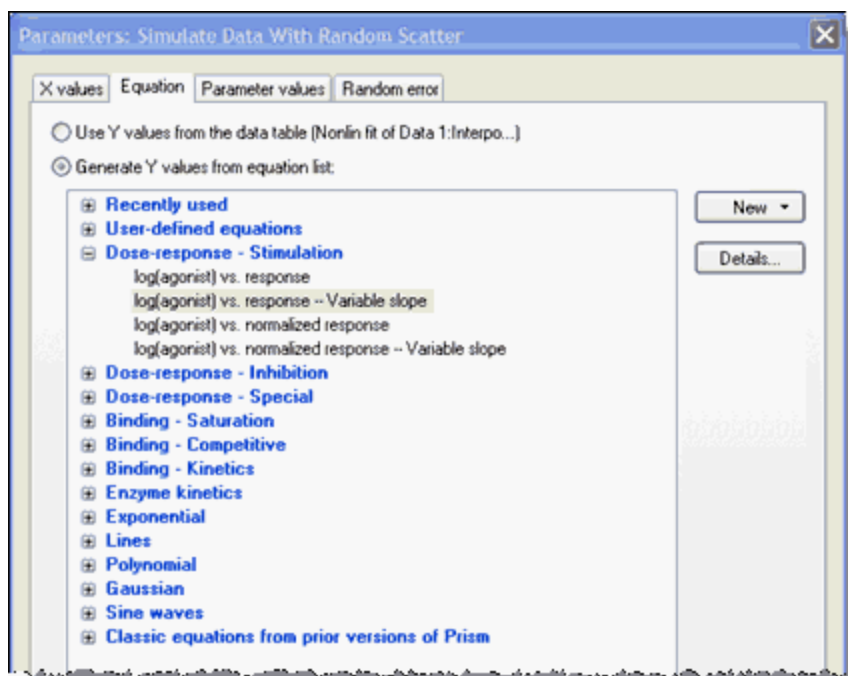 Parameters: Simulate Data With Random Scatter
X values Equation Parameter values Random error
Use Y values from the data table (Nonlin fit of Data 1:Interpo...)
Generate Y values from equation list:
Recently used
New
User-defined equations
Dose-response - Stimulation
Details...
log(agonist) vs. response
log(agonist) vs. response -- Variable slope
log(agonist) vs. normalized response
log(agonist) vs. normalized response -- Variable slope
Dose-response - Inhibition
Dose-response - Special
Binding - Saturation
Binding - Competitive
Binding - Kinetics
Enzyme kinetics
Exponential
Lines
Polynomial
Gaussian
Sine waves
Classic equations from prior versions of Prism